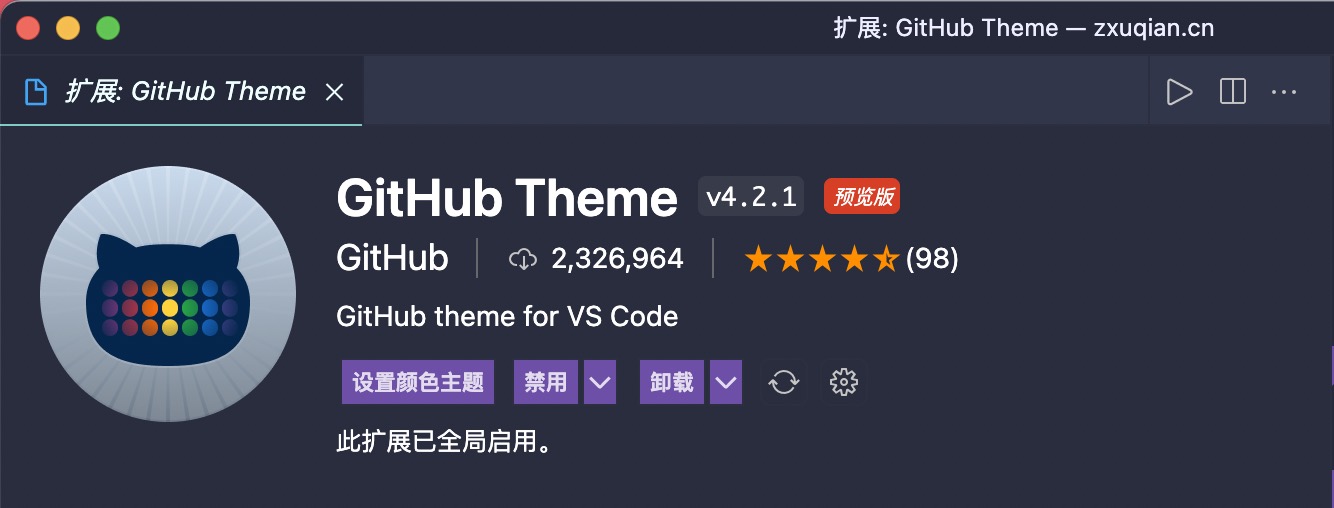 扩展: GitHub Theme — zxuqian.cn
扩展: GitHub Theme
GitHub Theme v4.2.1 预览版
GitHub 2,326,964 (98)
GitHub theme for VS Code
设置颜色主题 禁用 卸载
此扩展已全局启用。